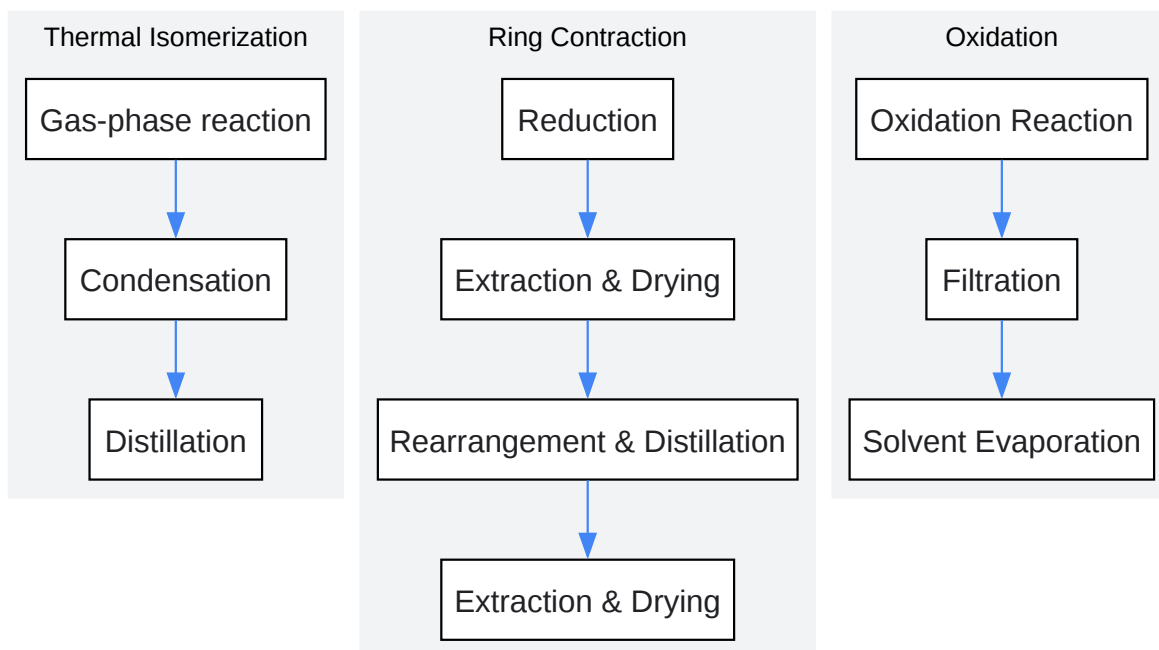 Thermal Isomerization
Gas-phase reaction
Condensation
Distillation
Ring Contraction
Reduction
Extraction & Drying
Rearrangement & Distillation
Extraction & Drying
Oxidation
Oxidation Reaction
Filtration
Solvent Evaporation